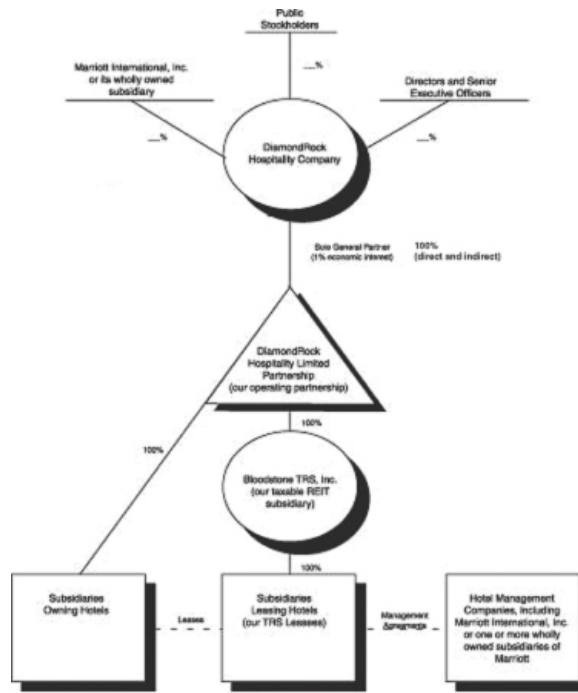 Public
Stockholders
__%
Marriott International, Inc.
or its wholly owned
subsidiary
__%
Directors and Senior
Executive Officers
__%
DiamondRock
Hospitality Company
Sole General Partner
(1% economic interest)
100%
(direct and indirect)
DiamondRock
Hospitality Limited
Partnership
(our operating partnership)
100%
100%
Bloodstone TRS, Inc.
(our taxable REIT
subsidiary)
100%
Subsidiaries
Owning Hotels
Leases
Subsidiaries
Leasing Hotels
(our TRS Lessees)
Management
Agreements
Hotel Management
Companies, Including
Marriott International, Inc.
or one or more wholly
owned subsidiaries of
Marriott